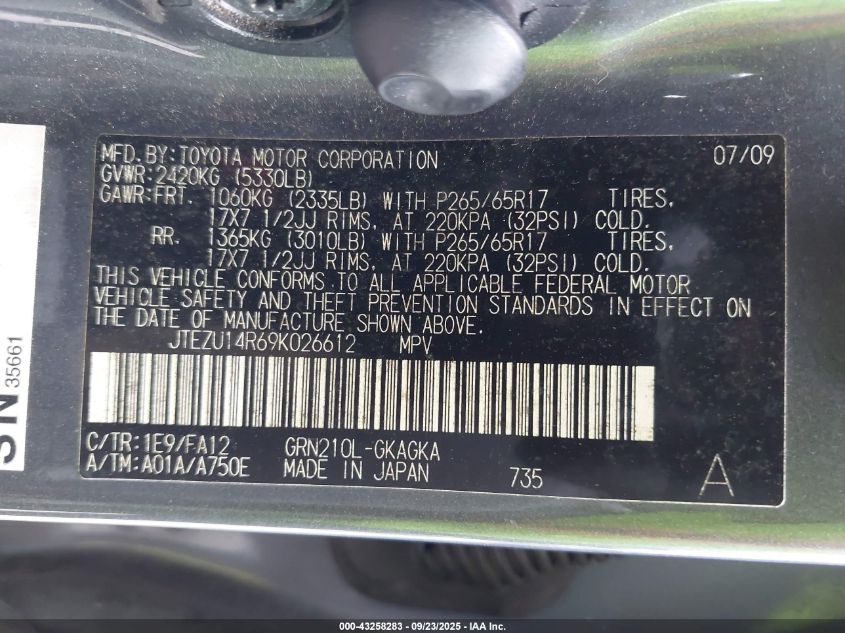 MFD.BY:TOYOTA MOTOR CORPORATION 07/09
GVWR:2420KG (5330LB)
GAWR:FRT. 1060KG (2335LB) WITH P265/65R17 TIRES,
17X7 1/2JJ RIMS, AT 220KPA (32PSI) COLD.
RR. 1365KG (3010LB) WITH P265/65R17 TIRES,
17X7 1/2JJ RIMS, AT 220KPA (32PSI) COLD.
THIS VEHICLE CONFORMS TO ALL APPLICABLE FEDERAL MOTOR
VEHICLE SAFETY AND THEFT PREVENTION STANDARDS IN EFFECT ON
THE DATE OF MANUFACTURE SHOWN ABOVE.
JTEZU14R69K026612 MPV
C/TR:1E9/FA12 GRN210L-GKAGKA
A/TM:A01A/A750E MADE IN JAPAN 735 A
SN 35661
000-43258283 - 09/23/2025 - IAA Inc.